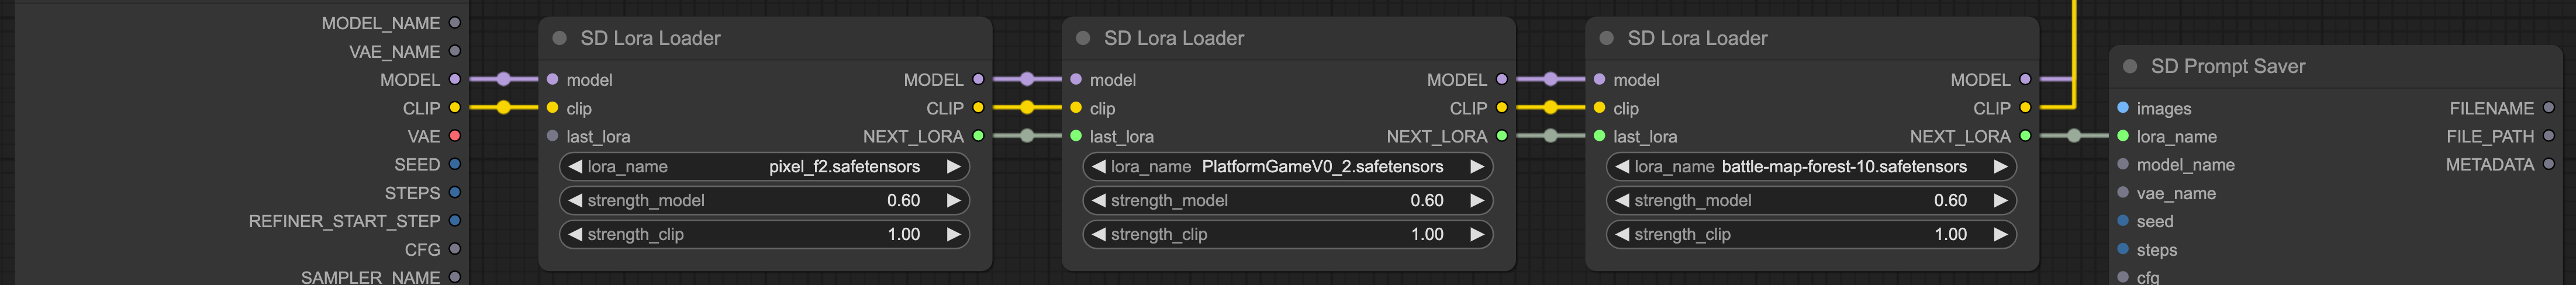 MODEL_NAME
VAE_NAME
MODEL
CLIP
VAE
SEED
STEPS
REFINER_START_STEP
CFG
SAMPLER_NAME
SD Lora Loader
model MODEL
clip CLIP
last_lora NEXT_LORA
lora_name pixel_f2.safetensors
strength_model 0.60
strength_clip 1.00
SD Lora Loader
model MODEL
clip CLIP
last_lora NEXT_LORA
lora_name PlatformGameV0_2.safetensors
strength_model 0.60
strength_clip 1.00
SD Lora Loader
model MODEL
clip CLIP
last_lora NEXT_LORA
lora_name battle-map-forest-10.safetensors
strength_model 0.60
strength_clip 1.00
SD Prompt Saver
images FILENAME
lora_name FILE_PATH
model_name METADATA
vae_name
seed
steps
cfg